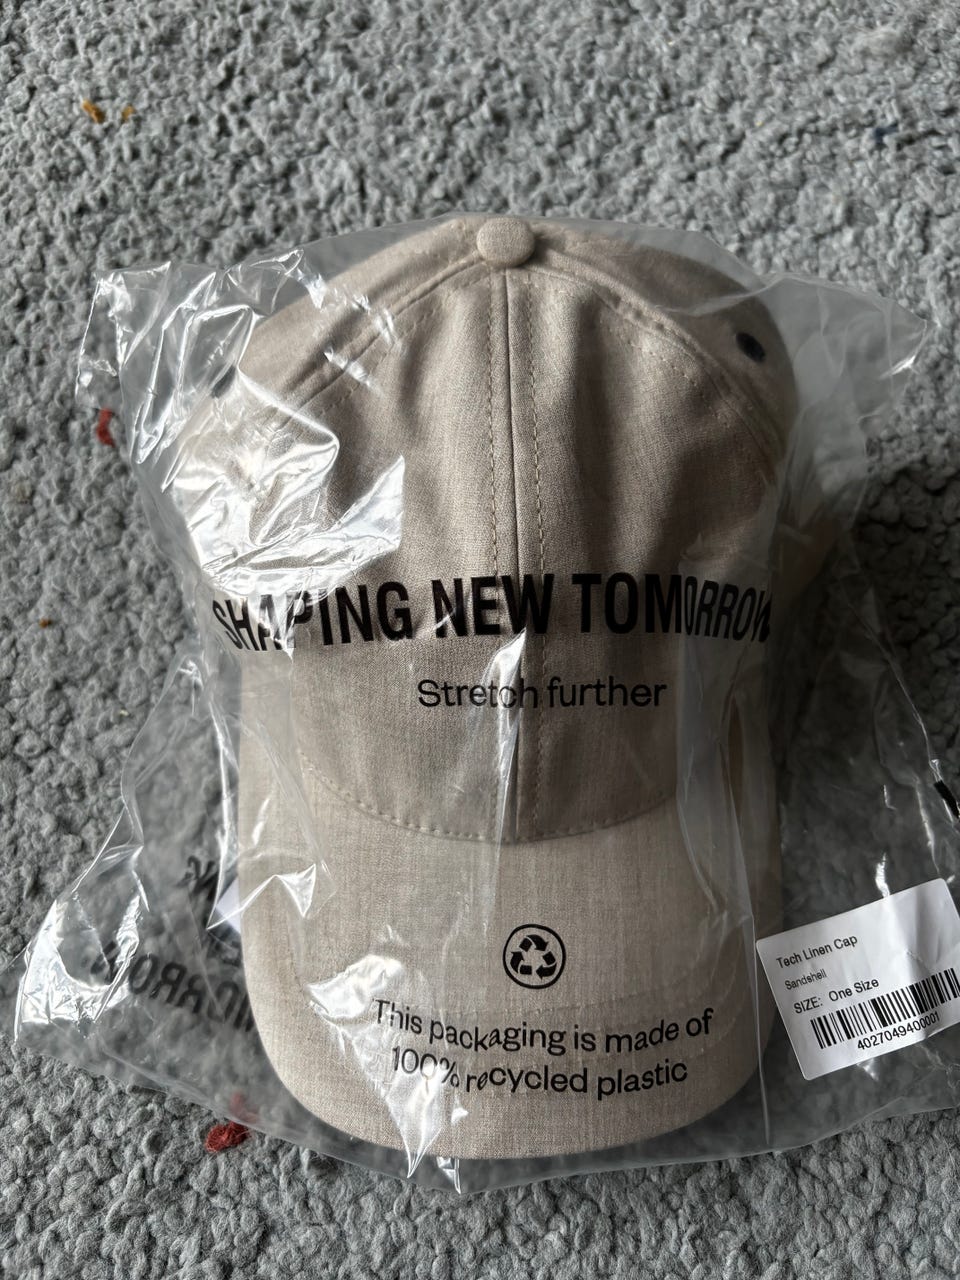 SHAPING NEW TOMORROW
Stretch further
This packaging is made of
100% recycled plastic
Tech Linen Cap
Sandshell
SIZE: One Size
4027049400001